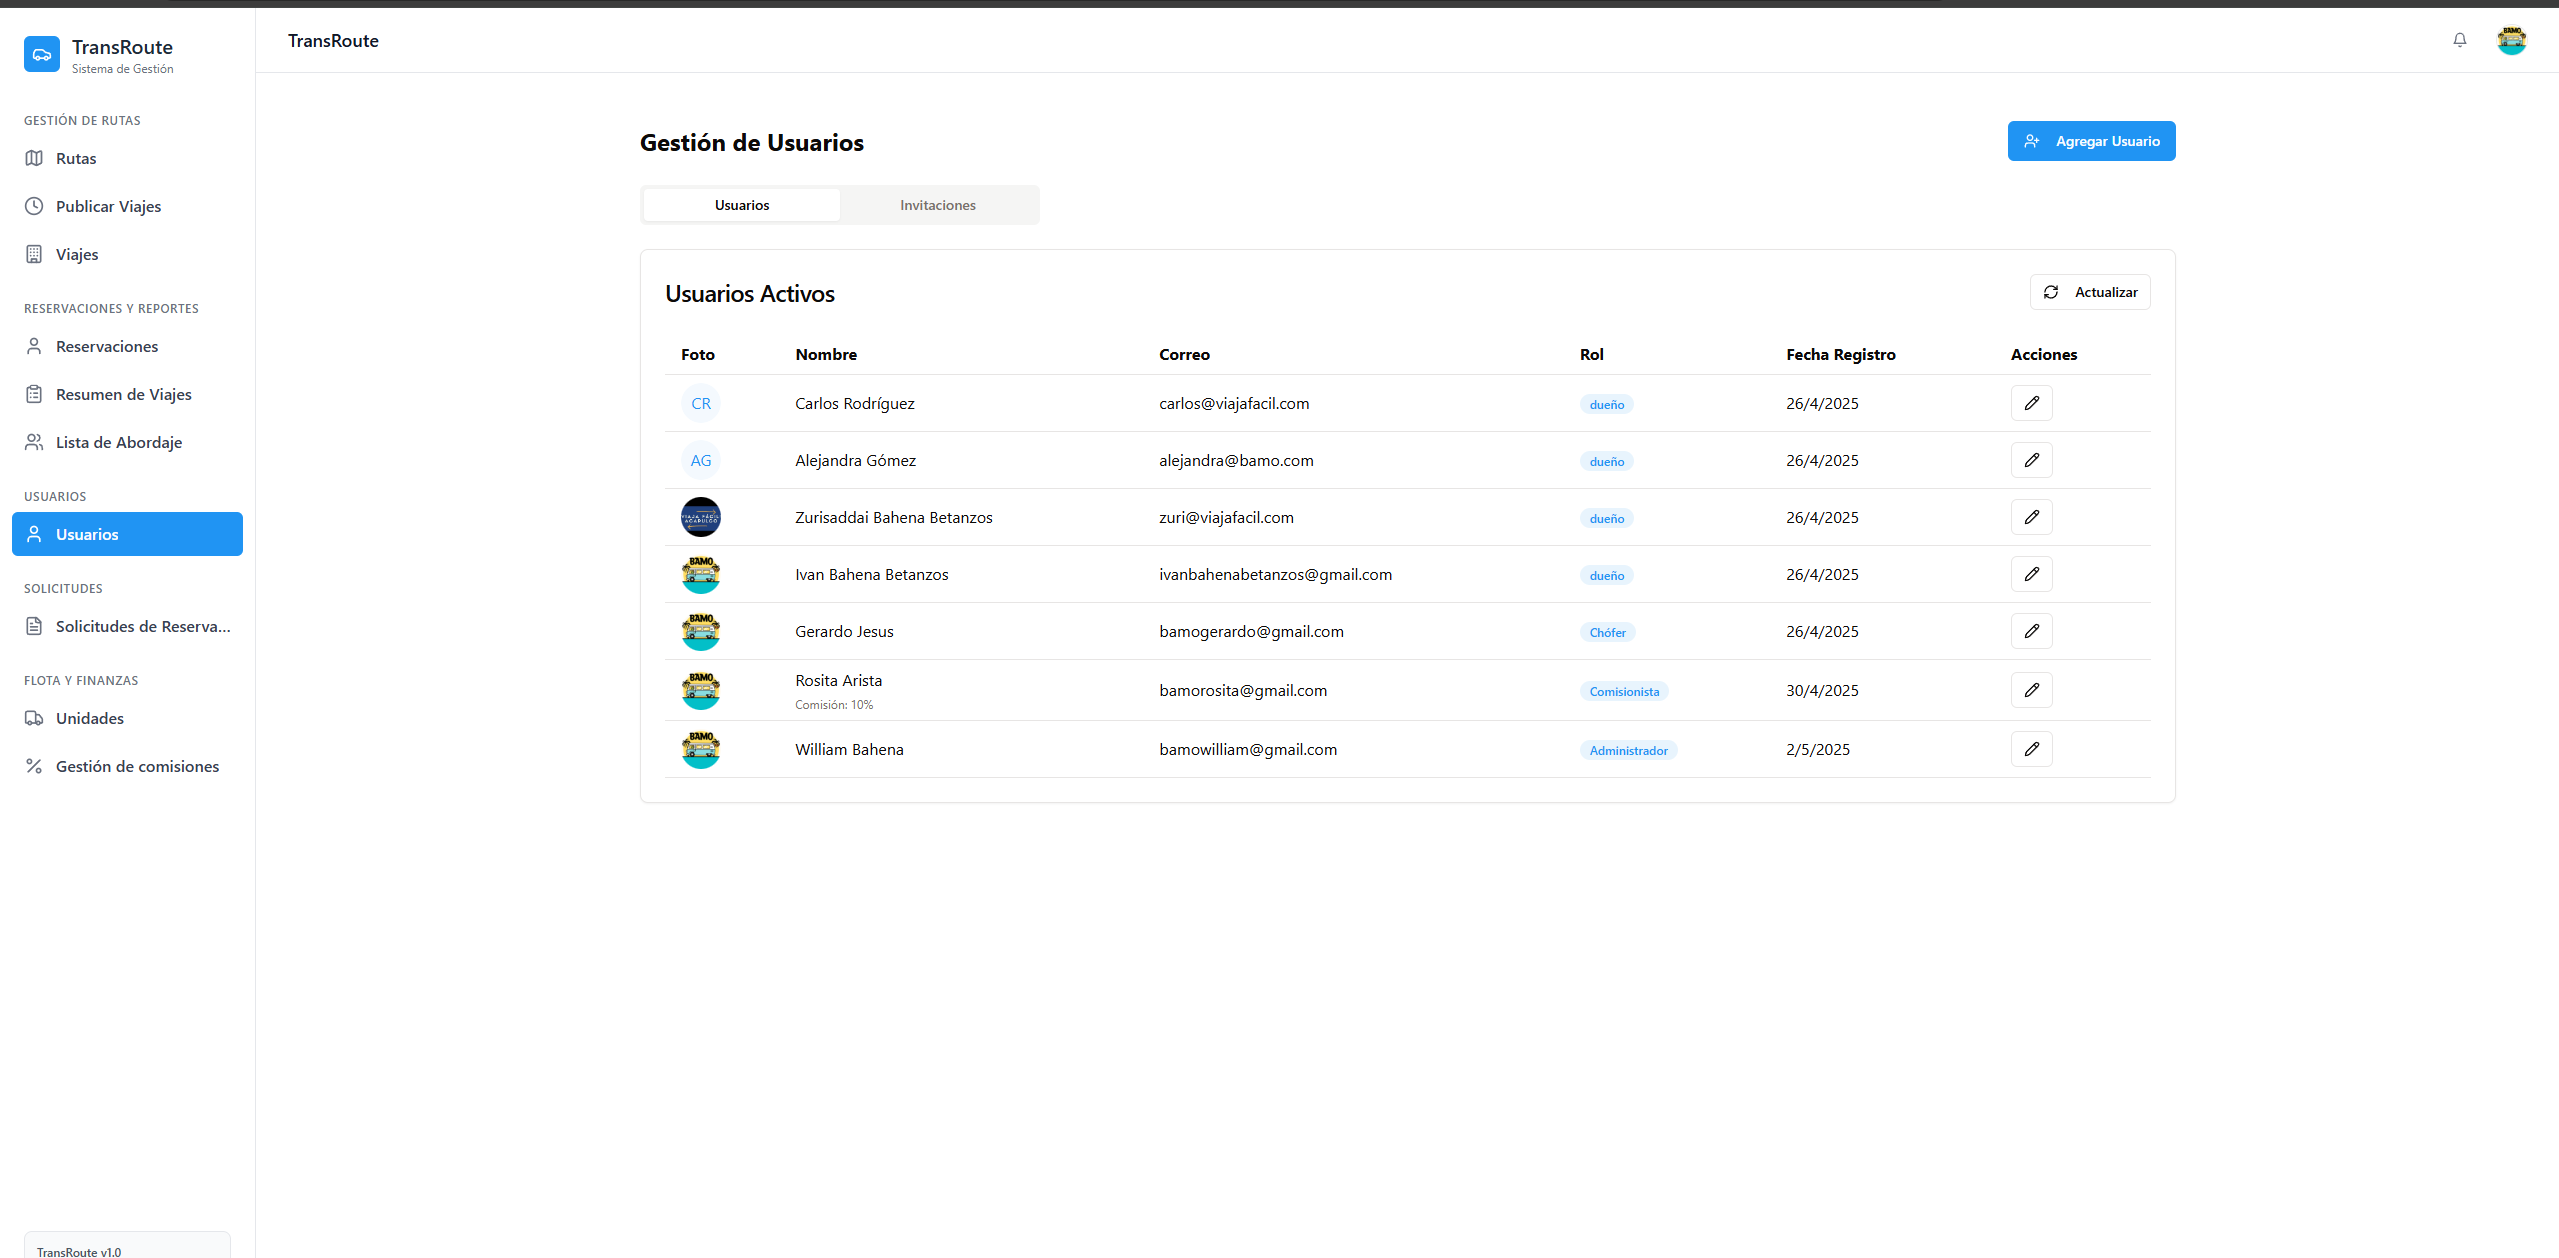 TransRoute
Sistema de Gestión
GESTIÓN DE RUTAS
Rutas
Publicar Viajes
Viajes
RESERVACIONES Y REPORTES
Reservaciones
Resumen de Viajes
Lista de Abordaje
USUARIOS
Usuarios
SOLICITUDES
Solicitudes de Reserva...
FLOTA Y FINANZAS
Unidades
Gestión de comisiones
TransRoute v1.0
TransRoute
BAMO
Gestión de Usuarios
Agregar Usuario
Usuarios Invitaciones
Usuarios Activos
Actualizar
Foto Nombre Correo Rol Fecha Registro Acciones
CR Carlos Rodríguez carlos@viajafacil.com dueño 26/4/2025
AG Alejandra Gómez alejandra@bamo.com dueño 26/4/2025
VIAJA FÁCIL
ACAPULCO
Zurisaddai Bahena Betanzos zuri@viajafacil.com dueño 26/4/2025
BAMO Ivan Bahena Betanzos ivanbahenabetanzos@gmail.com dueño 26/4/2025
BAMO Gerardo Jesus bamogerardo@gmail.com Chófer 26/4/2025
BAMO Rosita Arista bamorosita@gmail.com Comisionista 30/4/2025
Comisión: 10%
BAMO William Bahena bamowilliam@gmail.com Administrador 2/5/2025